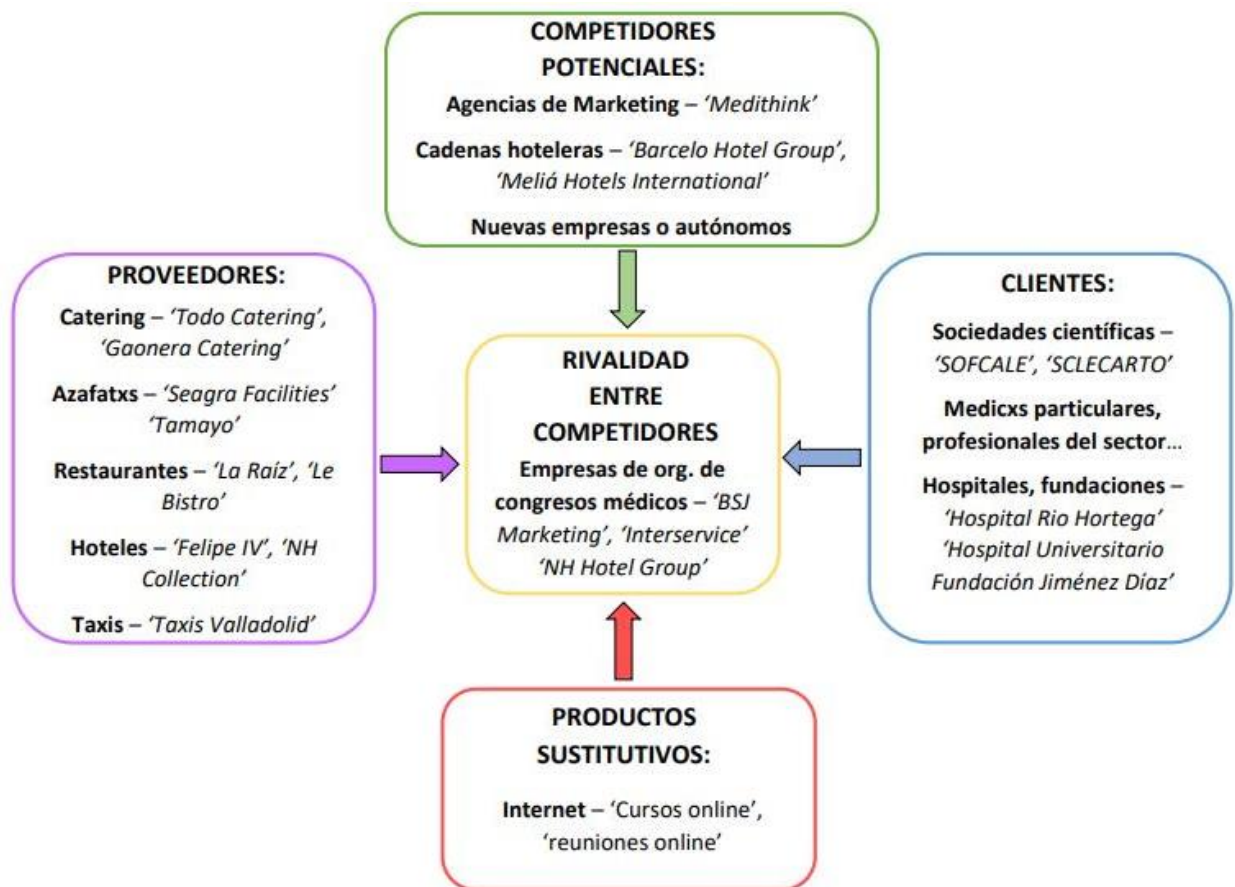 COMPETIDORES
POTENCIALES:
Agencias de Marketing – ‘Medithink’
Cadenas hoteleras – ‘Barcelo Hotel Group’,
‘Meliá Hotels International’
Nuevas empresas o autónomos
PROVEEDORES:
Catering – ‘Todo Catering’,
‘Gaonera Catering’
Azafatxs – ‘Seagra Facilities’
‘Tamayo’
Restaurantes – ‘La Raíz’, ‘Le
Bistro’
Hoteles – ‘Felipe IV’, ‘NH
Collection’
Taxis – ‘Taxis Valladolid’
RIVALIDAD
ENTRE
COMPETIDORES
Empresas de org. de
congresos médicos – ‘BSJ
Marketing’, ‘Interservice’
‘NH Hotel Group’
CLIENTES:
Sociedades científicas –
‘SOFCALE’, ‘SCLECARTO’
Medicxs particulares,
profesionales del sector…
Hospitales, fundaciones –
‘Hospital Rio Hortega’
‘Hospital Universitario
Fundación Jiménez Díaz’
PRODUCTOS
SUSTITUTIVOS:
Internet – ‘Cursos online’,
‘reuniones online’